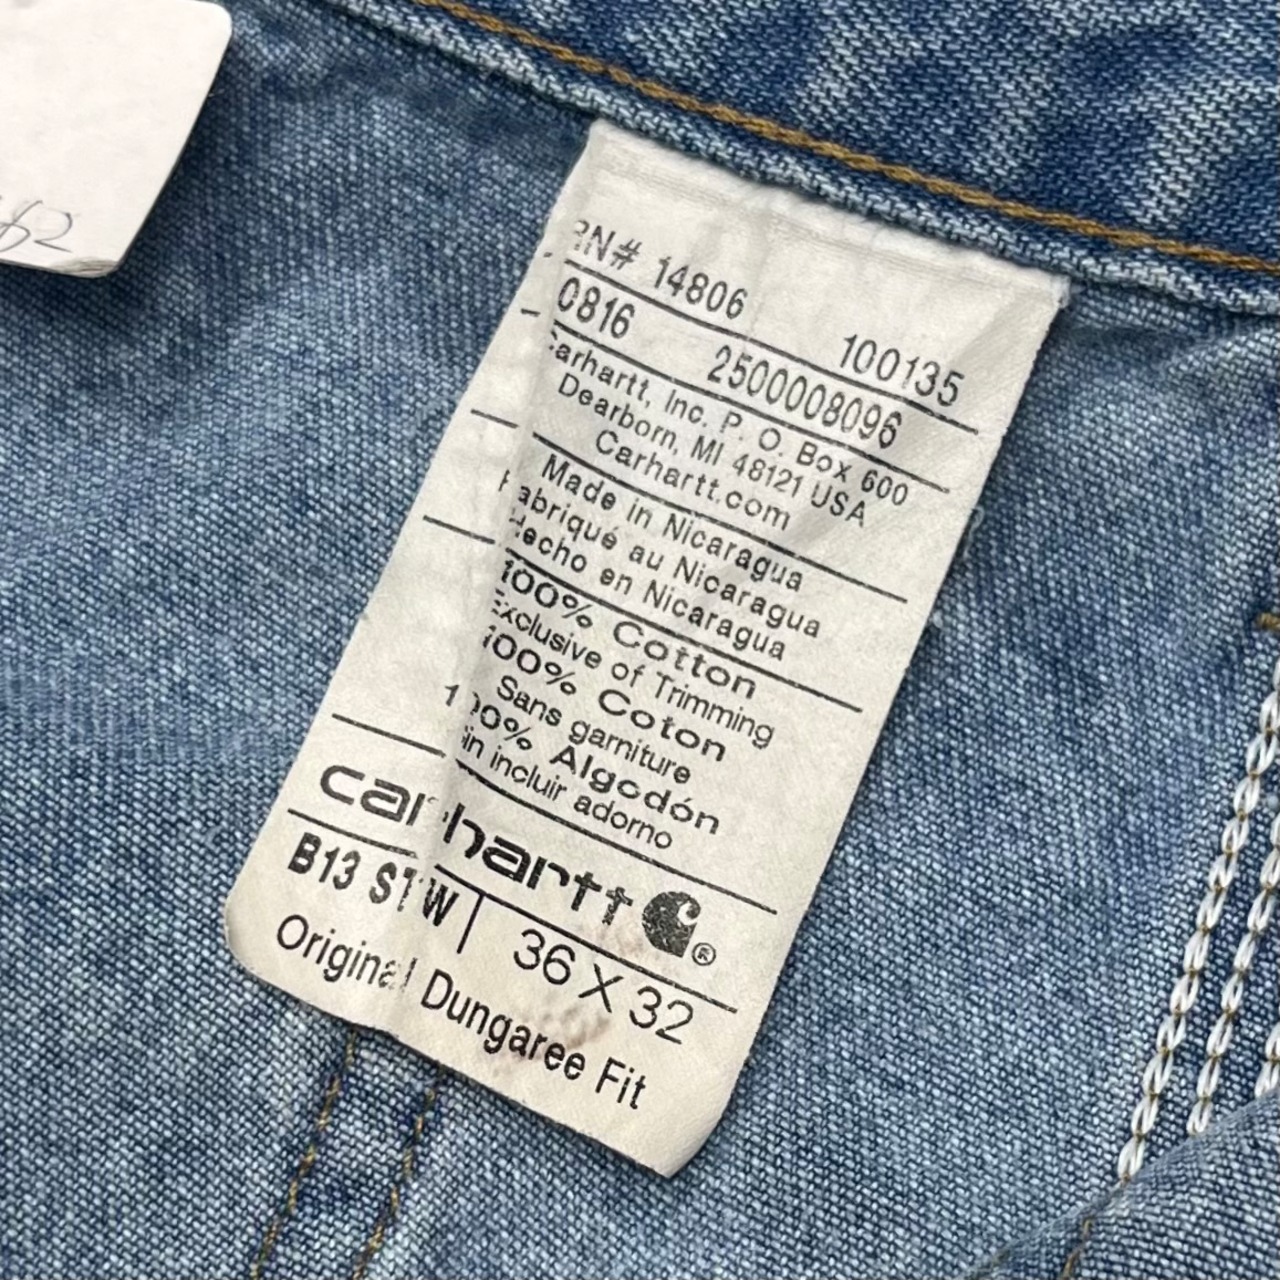 RN# 14806 100135
0816 2500008096
Carhartt, Inc. P. O. Box 600
Dearborn, MI 48121 USA
Carhartt.com
Made in Nicaragua
Fabriqué au Nicaragua
Hecho en Nicaragua
100% Cotton
Exclusive of Trimming
100% Coton
Sans garniture
100% Algodón
Sin incluir adorno
carhartt ®
B13 STW 36 X 32
Original Dungaree Fit